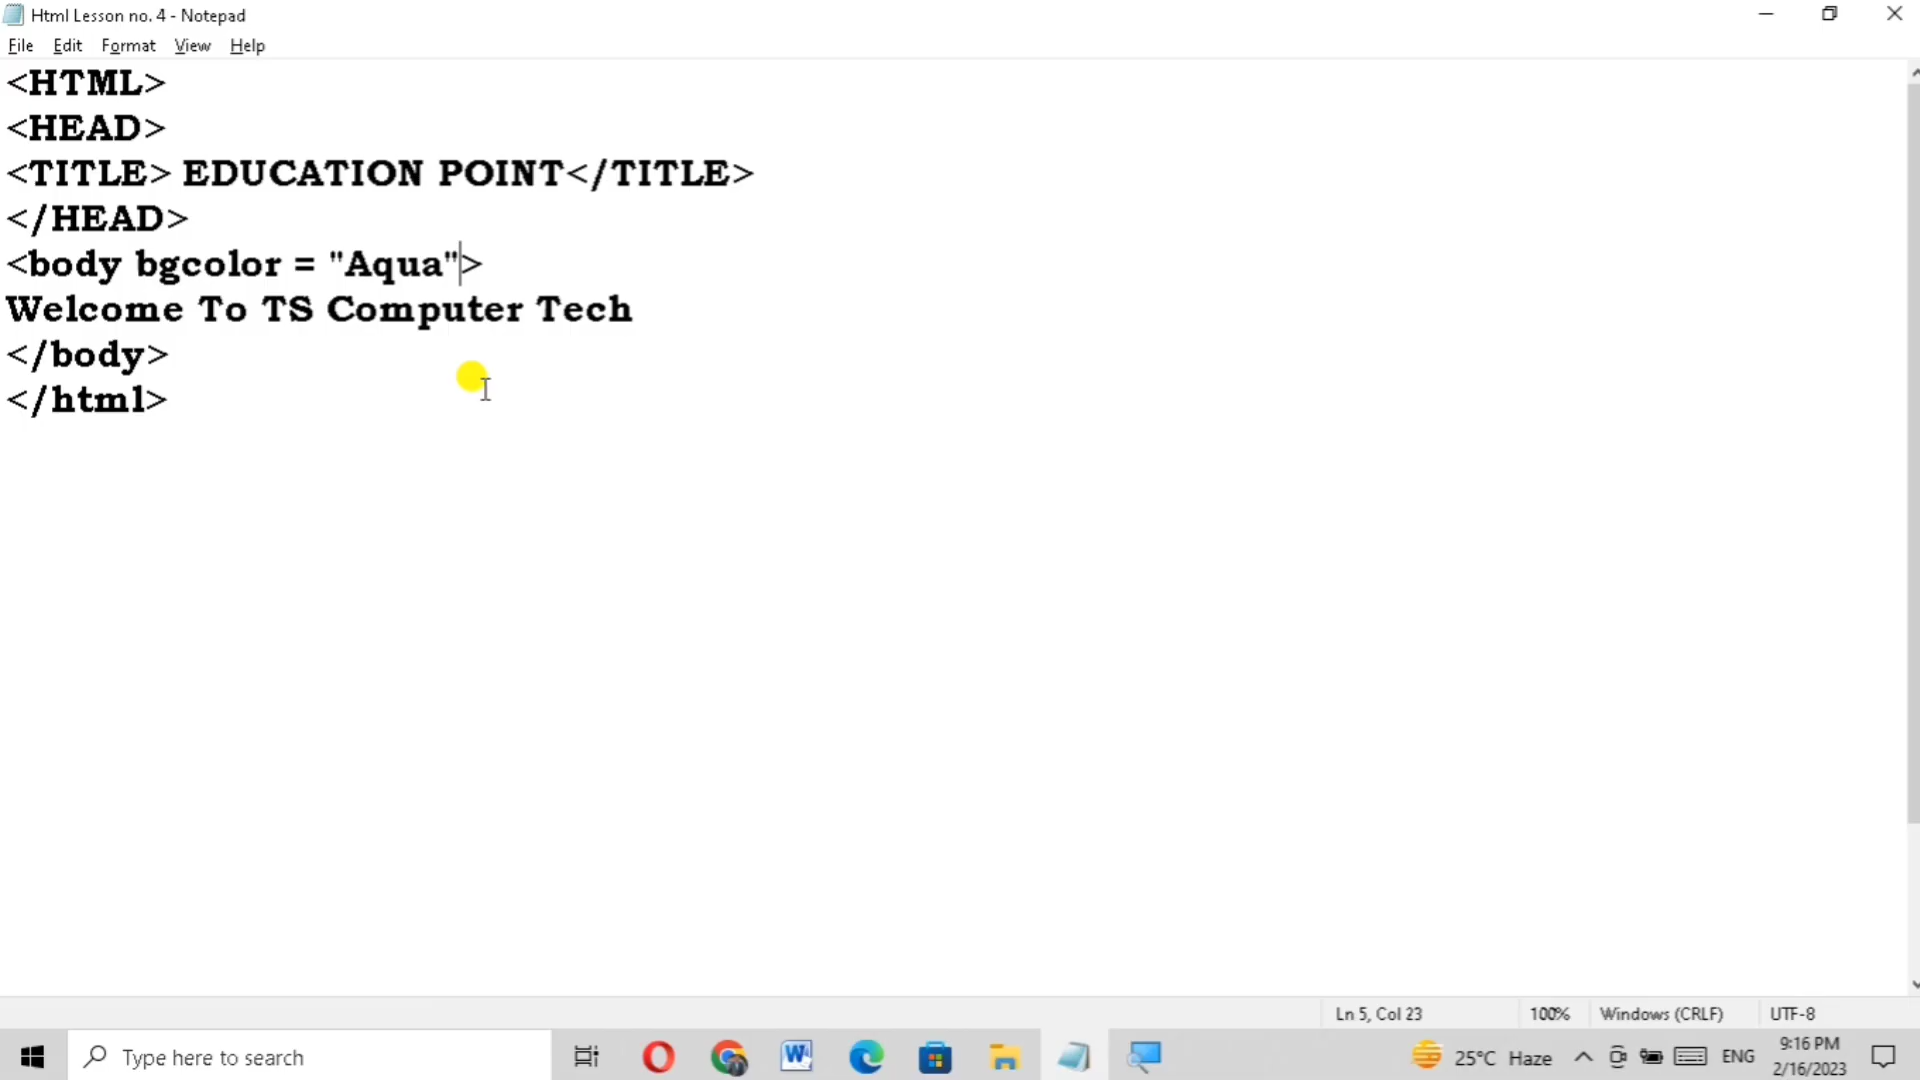 Html Lesson no. 4 - Notepad
File Edit Format View Help
<HTML>
<HEAD>
<TITLE> EDUCATION POINT</TITLE>
</HEAD>
<body bgcolor = "Aqua">
Welcome To TS Computer Tech
</body>
</html>
Ln 5, Col 23 100% Windows (CRLF) UTF-8
Type here to search 25°C Haze ENG 9:16 PM
2/16/2023